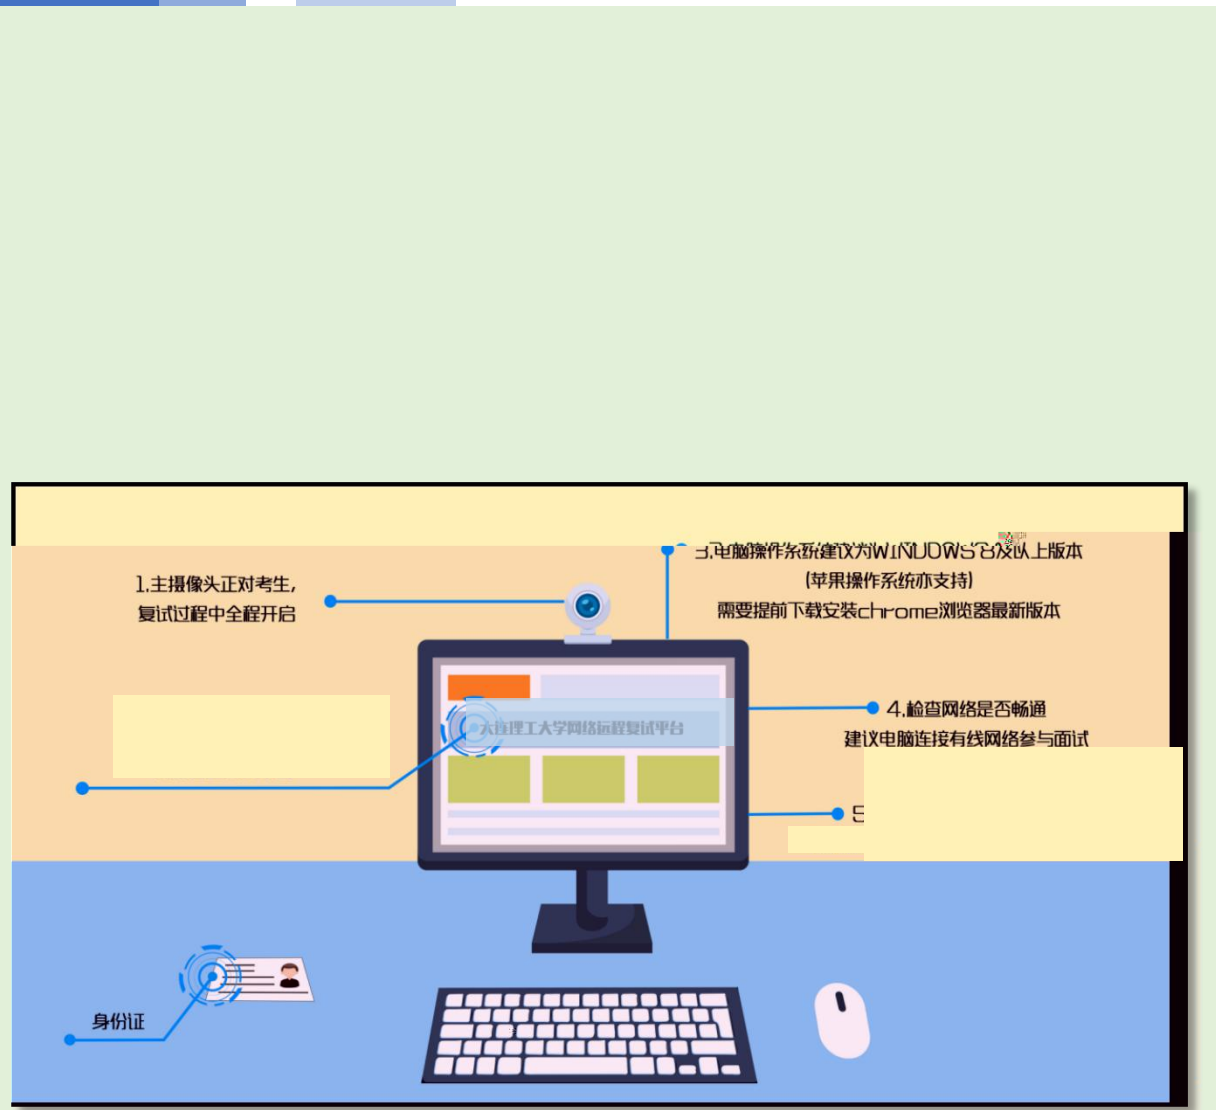 1.主摄像头正对考生,
复试过程中全程开启
3.电脑操作系统建议为WINDOWS 8及以上版本
(苹果操作系统亦支持)
需要提前下载安装chrome浏览器最新版本
大连理工大学网络远程复试平台
4.检查网络是否畅通
建议电脑连接有线网络参与面试
5
身份证